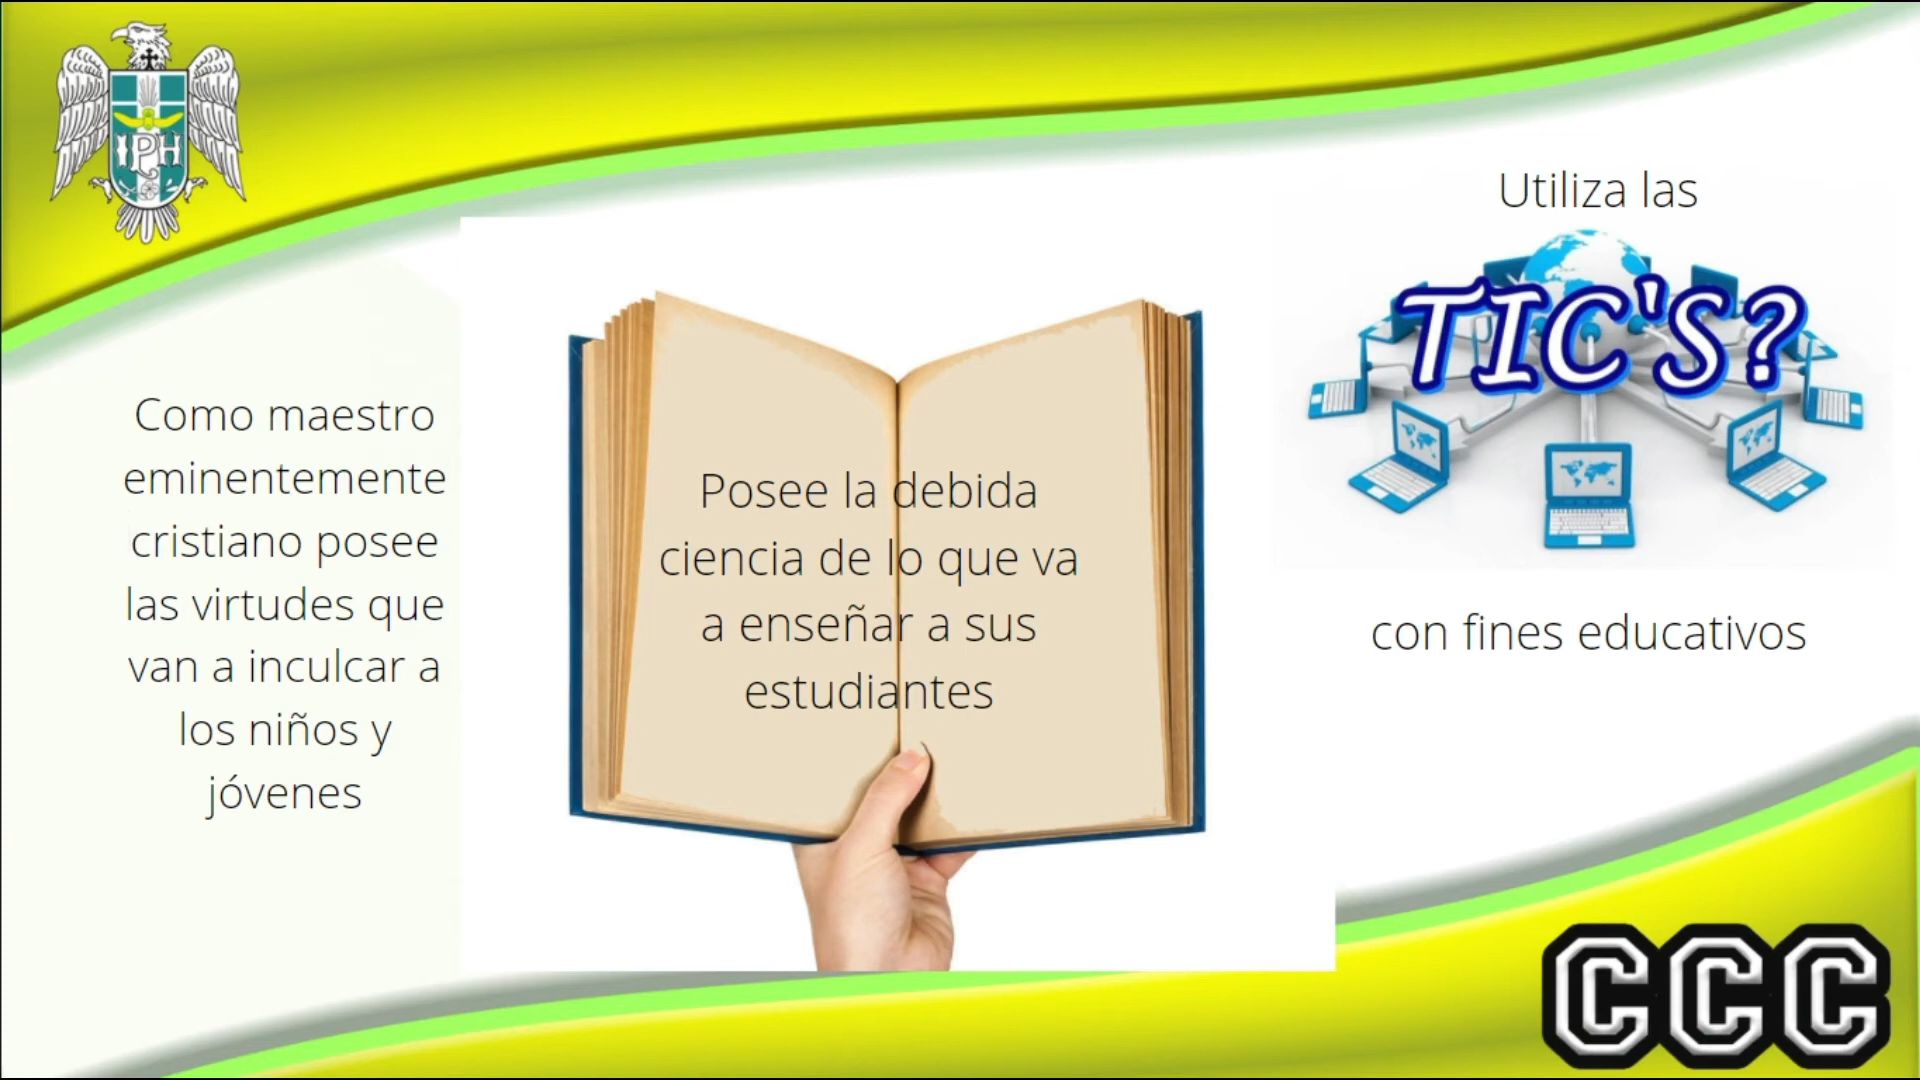 IPH
Como maestro
eminentemente
cristiano posee
las virtudes que
van a inculcar a
los niños y
jóvenes
Posee la debida
ciencia de lo que va
a enseñar a sus
estudiantes
Utiliza las
TIC'S?
con fines educativos
CCC